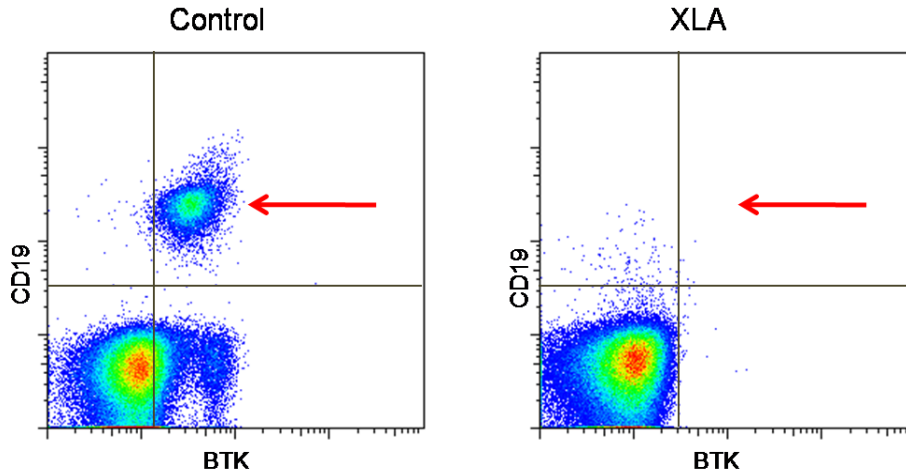 Control
XLA
CD19
BTK
CD19
BTK